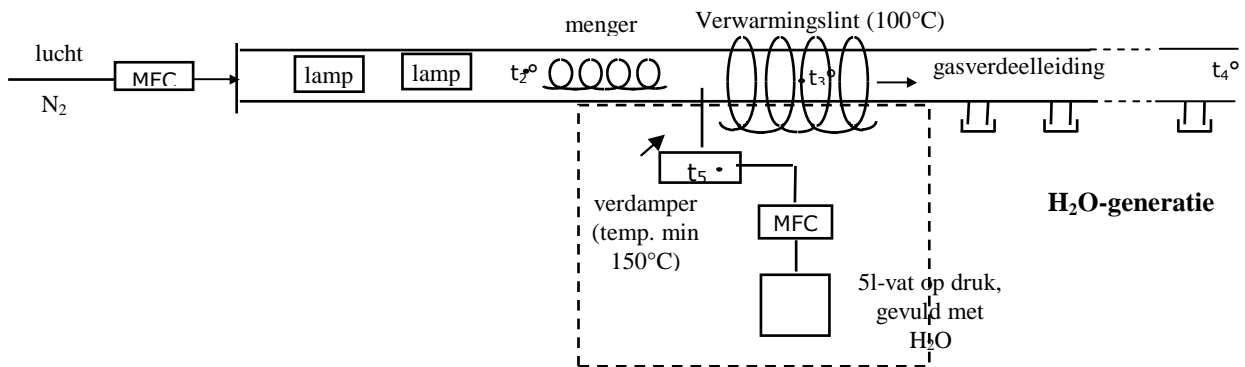 lucht
N₂
MFC
lamp
lamp
menger
t₂°
Verwarmingslint (100°C)
t₃°
gasverdeelleiding
t₄°
t₅
verdamper
(temp. min
150°C)
MFC
5l-vat op druk,
gevuld met
H₂O
H₂O-generatie